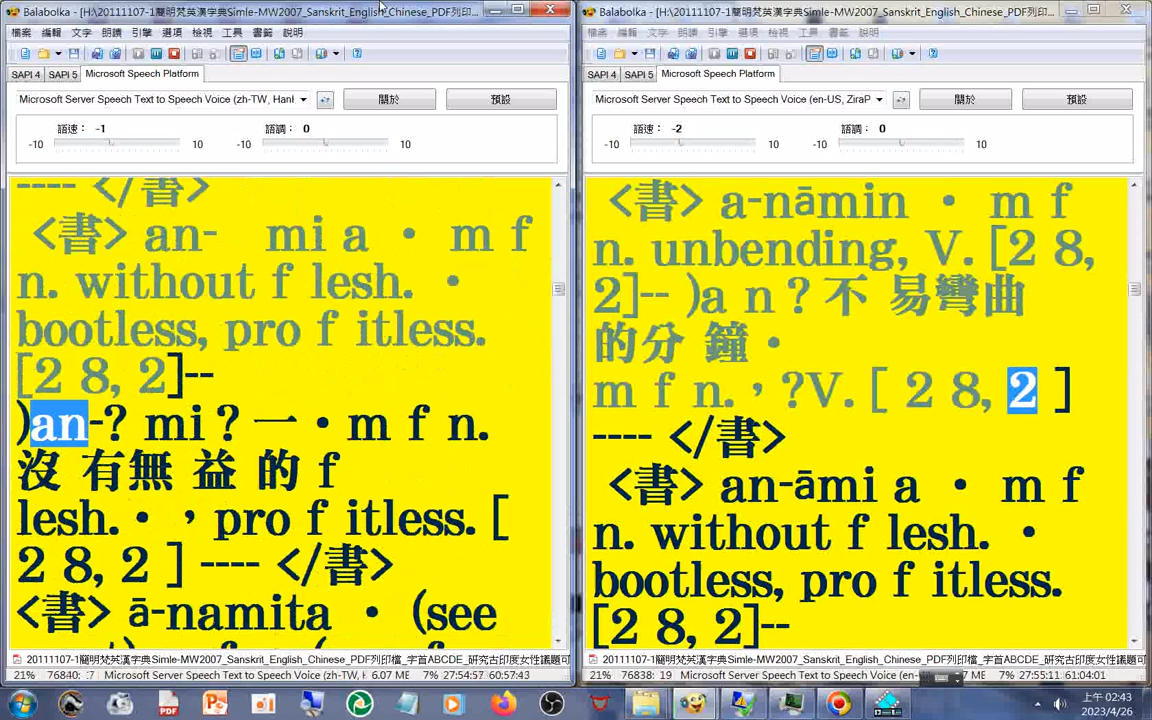 Balabolka - [H:\20111107-1簡明梵英漢字典Simle-MW2007_Sanskrit_English_Chinese_PDF列印...
檔案 編輯 文字 朗讀 引擎 選項 檢視 工具 書籤 說明
SAPI 4 SAPI 5 Microsoft Speech Platform
Microsoft Server Speech Text to Speech Voice (zh-TW, Hanl
關於 預設
語速： -1 語調： 0
-10 10 -10 10
---- </書>
<書> an- mi a • m f
n. without f lesh. •
bootless, pro f itless.
[2 8, 2]--
)an-? mi ? 一 • m f n.
沒 有無 益 的 f
lesh. • ，pro f itless. [
2 8, 2 ] ---- </書>
<書> ā-namita • (see
20111107-1簡明梵英漢字典Simle-MW2007_Sanskrit_English_Chinese_PDF列印檔_字首ABCDE_研究古印度女性議題可
21% 76840: :7 Microsoft Server Speech Text to Speech Voice (zh-TW, H 6.07 ME 7% 27:54:57 60:57:43
Balabolka - [H:\20111107-1簡明梵英漢字典Simle-MW2007_Sanskrit_English_Chinese_PDF列印...
檔案 編輯 文字 朗讀 引擎 選項 檢視 工具 書籤 說明
SAPI 4 SAPI 5 Microsoft Speech Platform
Microsoft Server Speech Text to Speech Voice (en-US, ZiraP
關於 預設
語速： -2 語調： 0
-10 10 -10 10
<書> a-nāmin • m f
n. unbending, V. [2 8,
2]-- )a n ? 不 易彎曲
的分 鐘 •
m f n. ，?V. [ 2 8, 2 ]
---- </書>
<書> an-āmi a • m f
n. without f lesh. •
bootless, pro f itless.
[2 8, 2]--
20111107-1簡明梵英漢字典Simle-MW2007_Sanskrit_English_Chinese_PDF列印檔_字首ABCDE_研究古印度女性議題可
21% 76838: 19 Microsoft Server Speech Text to Speech Voice 7% 27:55:11 61:04:01
上午 02:43
2023/4/26